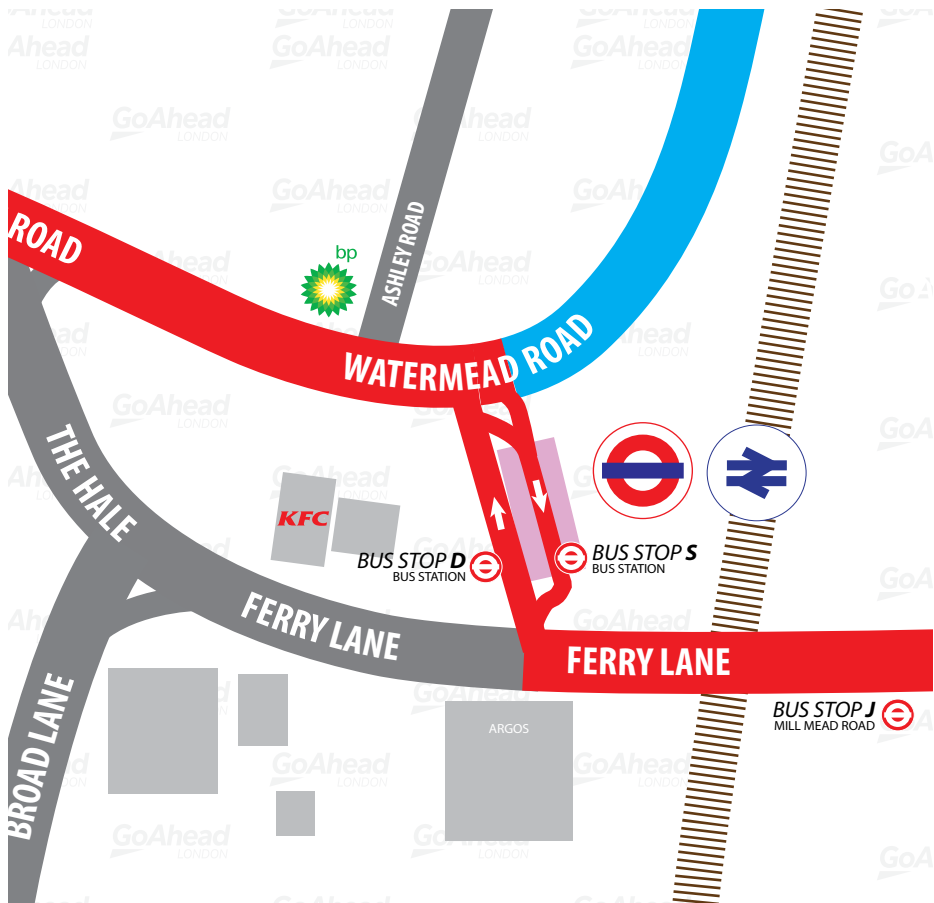 ROAD
bp
ASHLEY ROAD
WATERMEAD ROAD
THE HALE
KFC
BUS STOP D
BUS STATION
BUS STOP S
BUS STATION
FERRY LANE
FERRY LANE
BROAD LANE
ARGOS
BUS STOP J
MILL MEAD ROAD
GoAhead
LONDON